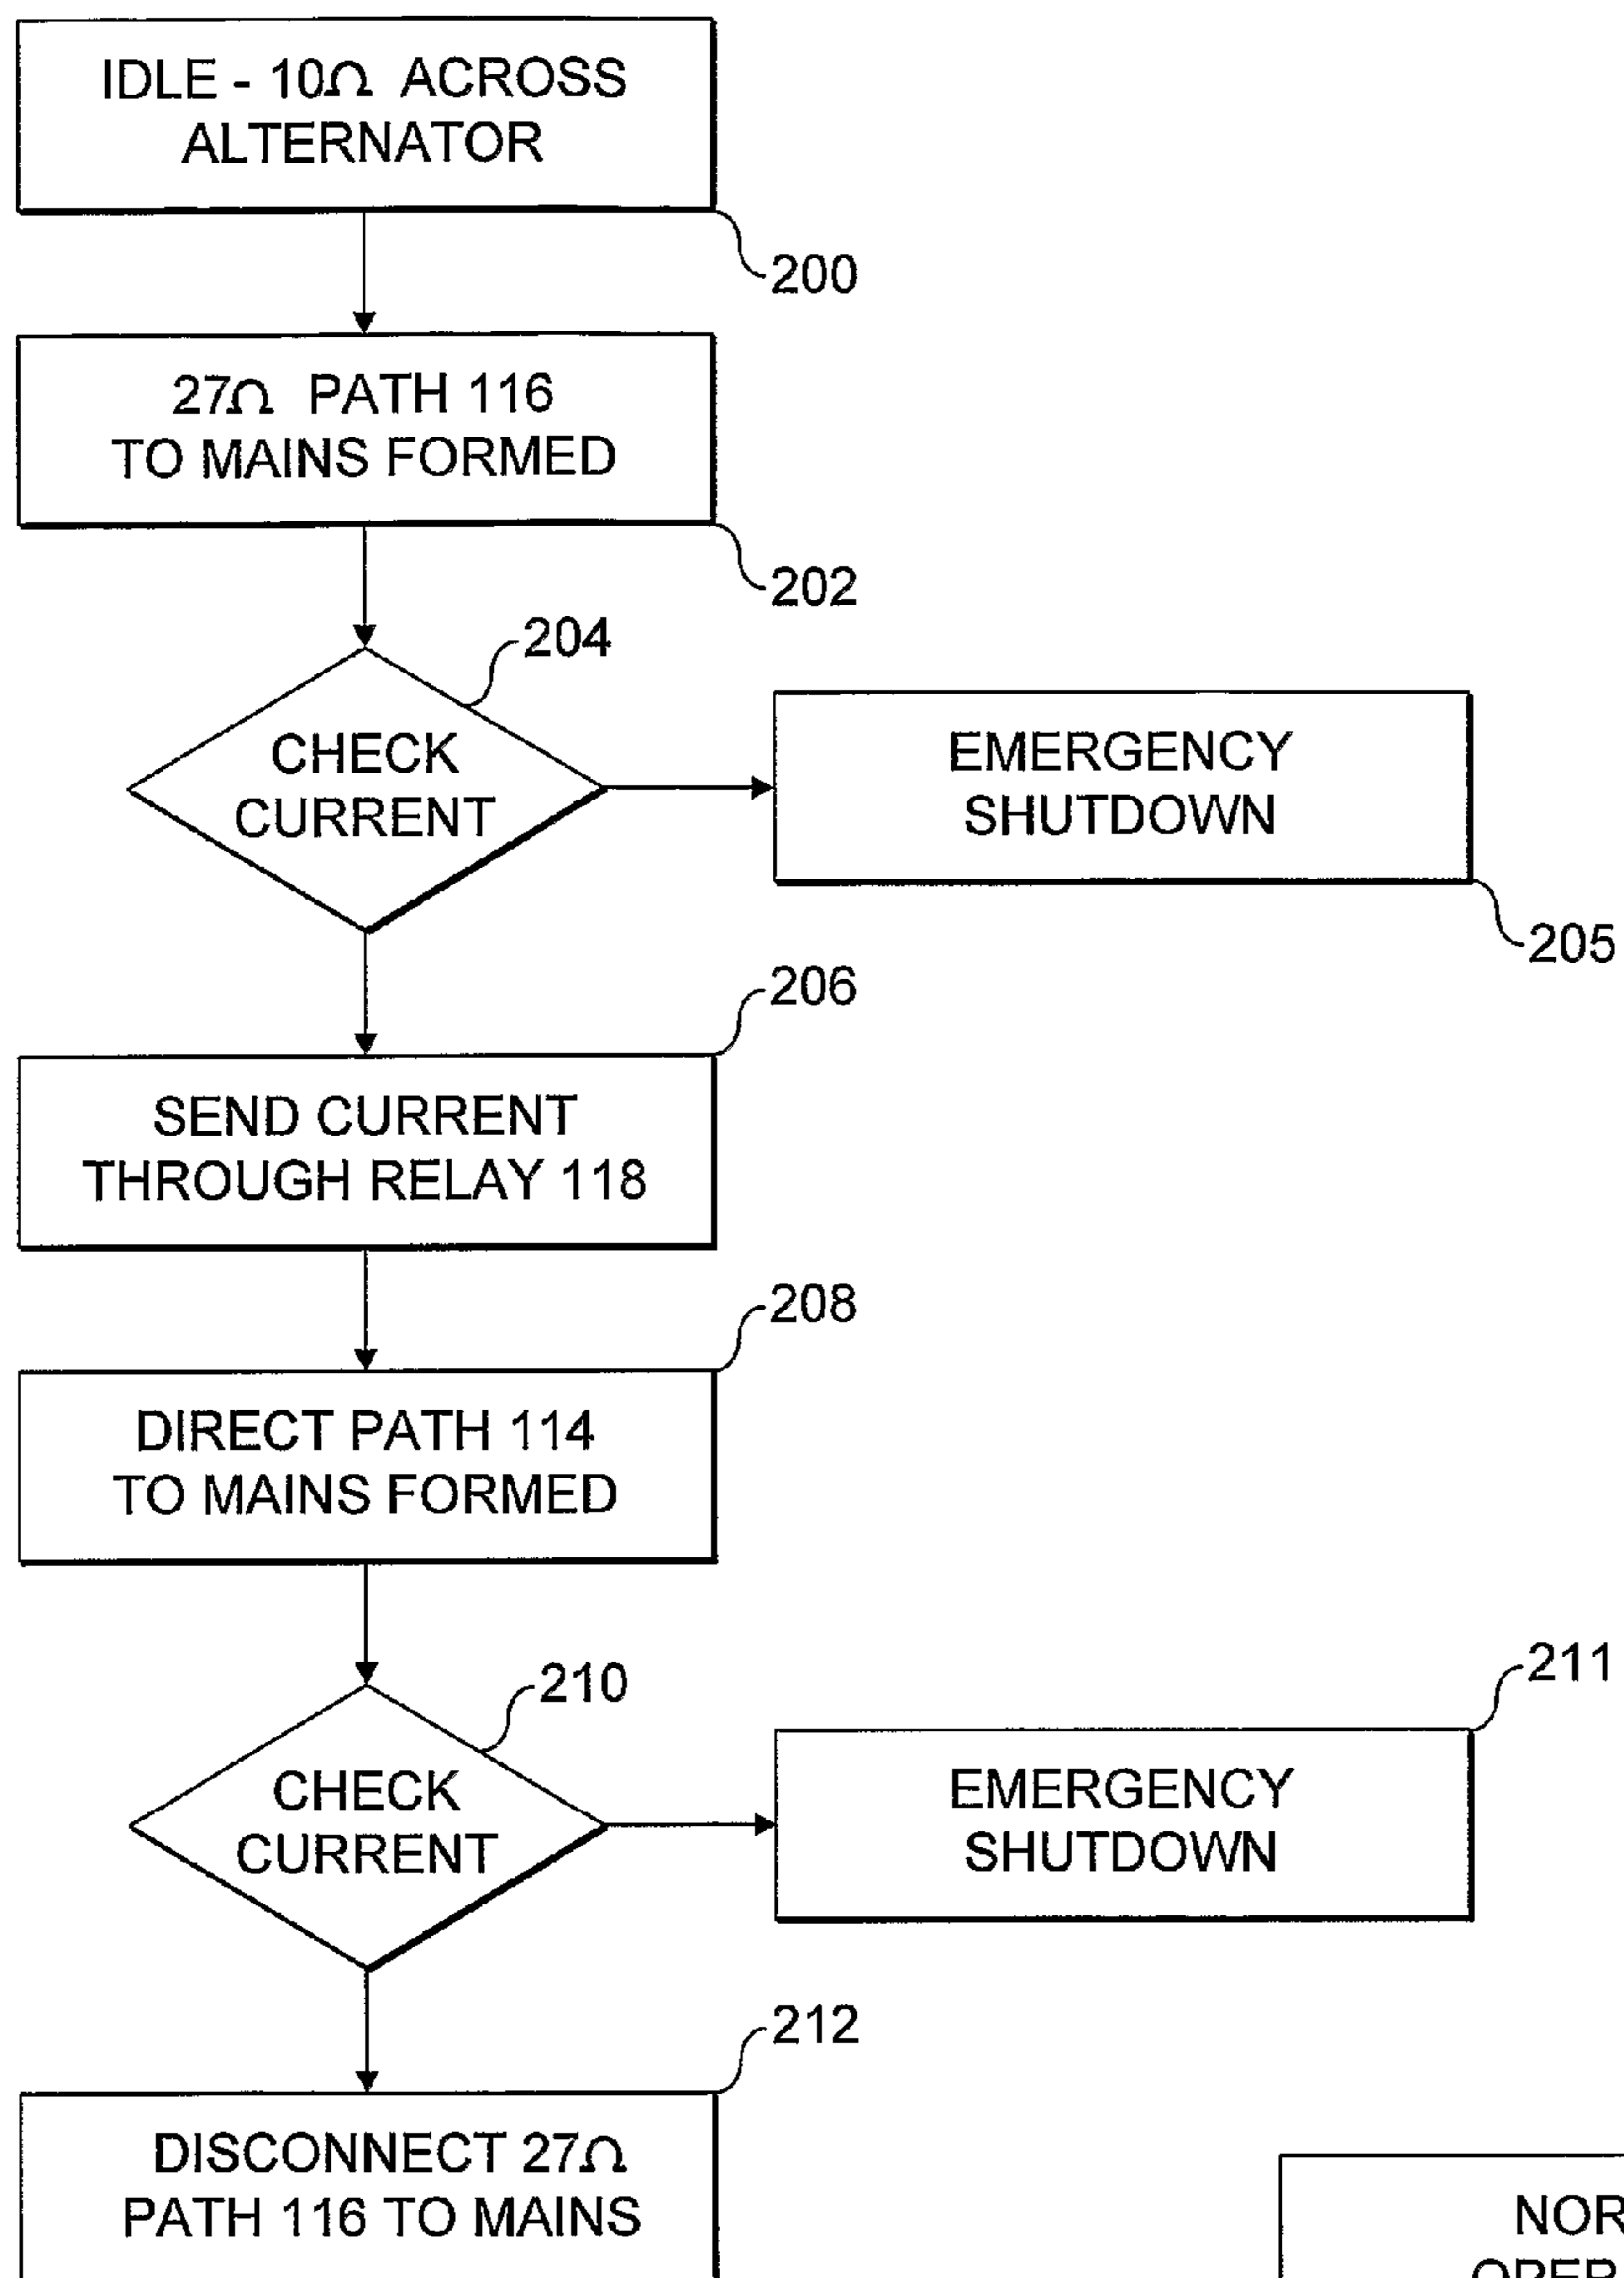 IDLE - 10Ω ACROSS
ALTERNATOR
200
27Ω PATH 116
TO MAINS FORMED
202
204
CHECK
CURRENT
EMERGENCY
SHUTDOWN
205
206
SEND CURRENT
THROUGH RELAY 118
208
DIRECT PATH 114
TO MAINS FORMED
210
211
CHECK
CURRENT
EMERGENCY
SHUTDOWN
212
DISCONNECT 27Ω
PATH 116 TO MAINS